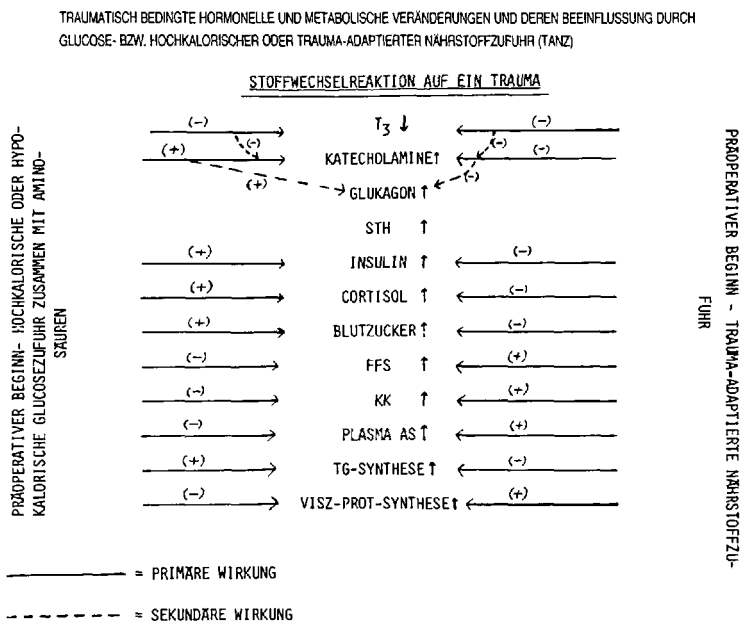 TRAUMATISCH BEDINGTE HORMONELLE UND METABOLISCHE VERÄNDERUNGEN UND DEREN BEEINFLUSSUNG DURCH
GLUCOSE- BZW. HOCHKALORISCHER ODER TRAUMA-ADAPTIERTER NÄHRSTOFFZUFUHR (TANZ)
STOFFWECHSELREAKTION AUF EIN TRAUMA
PRÄOPERATIVER BEGINN- HOCHKALORISCHE ODER HYPO-
KALORISCHE GLUCOSEZUFUHR ZUSAMMEN MIT AMINO-
SÄUREN
(-) T3 ↓ (-)
(-) (-)
(+) KATECHOLAMINE↑ (-)
(+) GLUKAGON ↑ (-)
STH ↑
(+) INSULIN ↑ (-)
(+) CORTISOL ↑ (-)
(+) BLUTZUCKER ↑ (-)
(-) FFS ↑ (+)
(-) KK ↑ (+)
(-) PLASMA AS ↑ (+)
(+) TG-SYNTHESE ↑ (-)
(-) VISZ-PROT-SYNTHESE↑ (+)
PRÄOPERATIVER BEGINN - TRAUMA-ADAPTIERTE NÄHRSTOFFZU-
FUHR
= PRIMÄRE WIRKUNG
= SEKUNDÄRE WIRKUNG